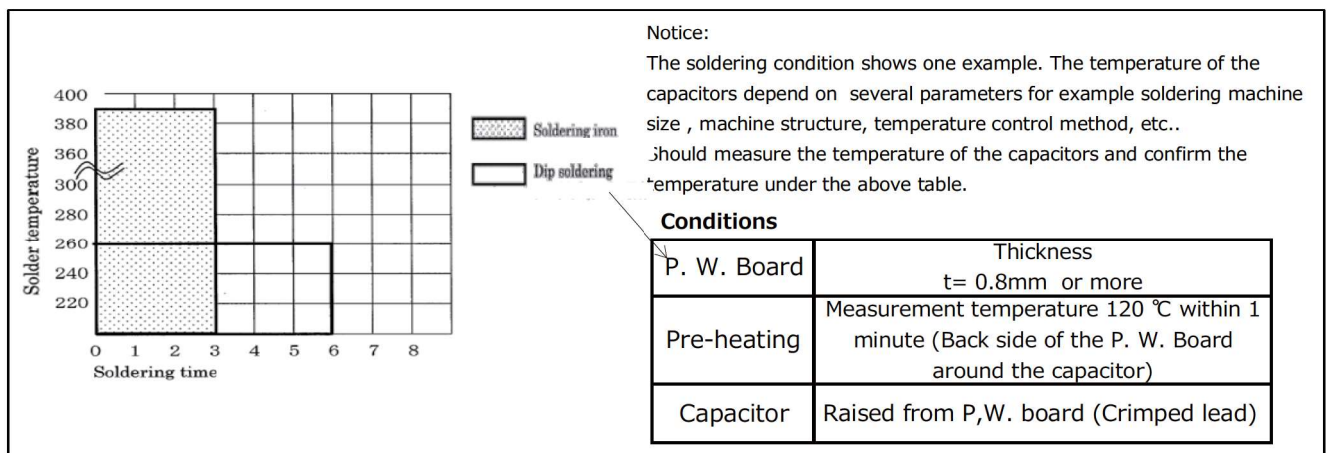 Notice:
The soldering condition shows one example. The temperature of the
capacitors depend on several parameters for example soldering machine
size , machine structure, temperature control method, etc..
Should measure the temperature of the capacitors and confirm the
temperature under the above table.
400
380
360
300
280
260
240
220
Solder temperature
0 1 2 3 4 5 6 7 8
Soldering time
Soldering iron
Dip soldering
Conditions
P. W. Board
Thickness
t= 0.8mm or more
Pre-heating
Measurement temperature 120 ℃ within 1
minute (Back side of the P. W. Board
around the capacitor)
Capacitor
Raised from P,W. board (Crimped lead)